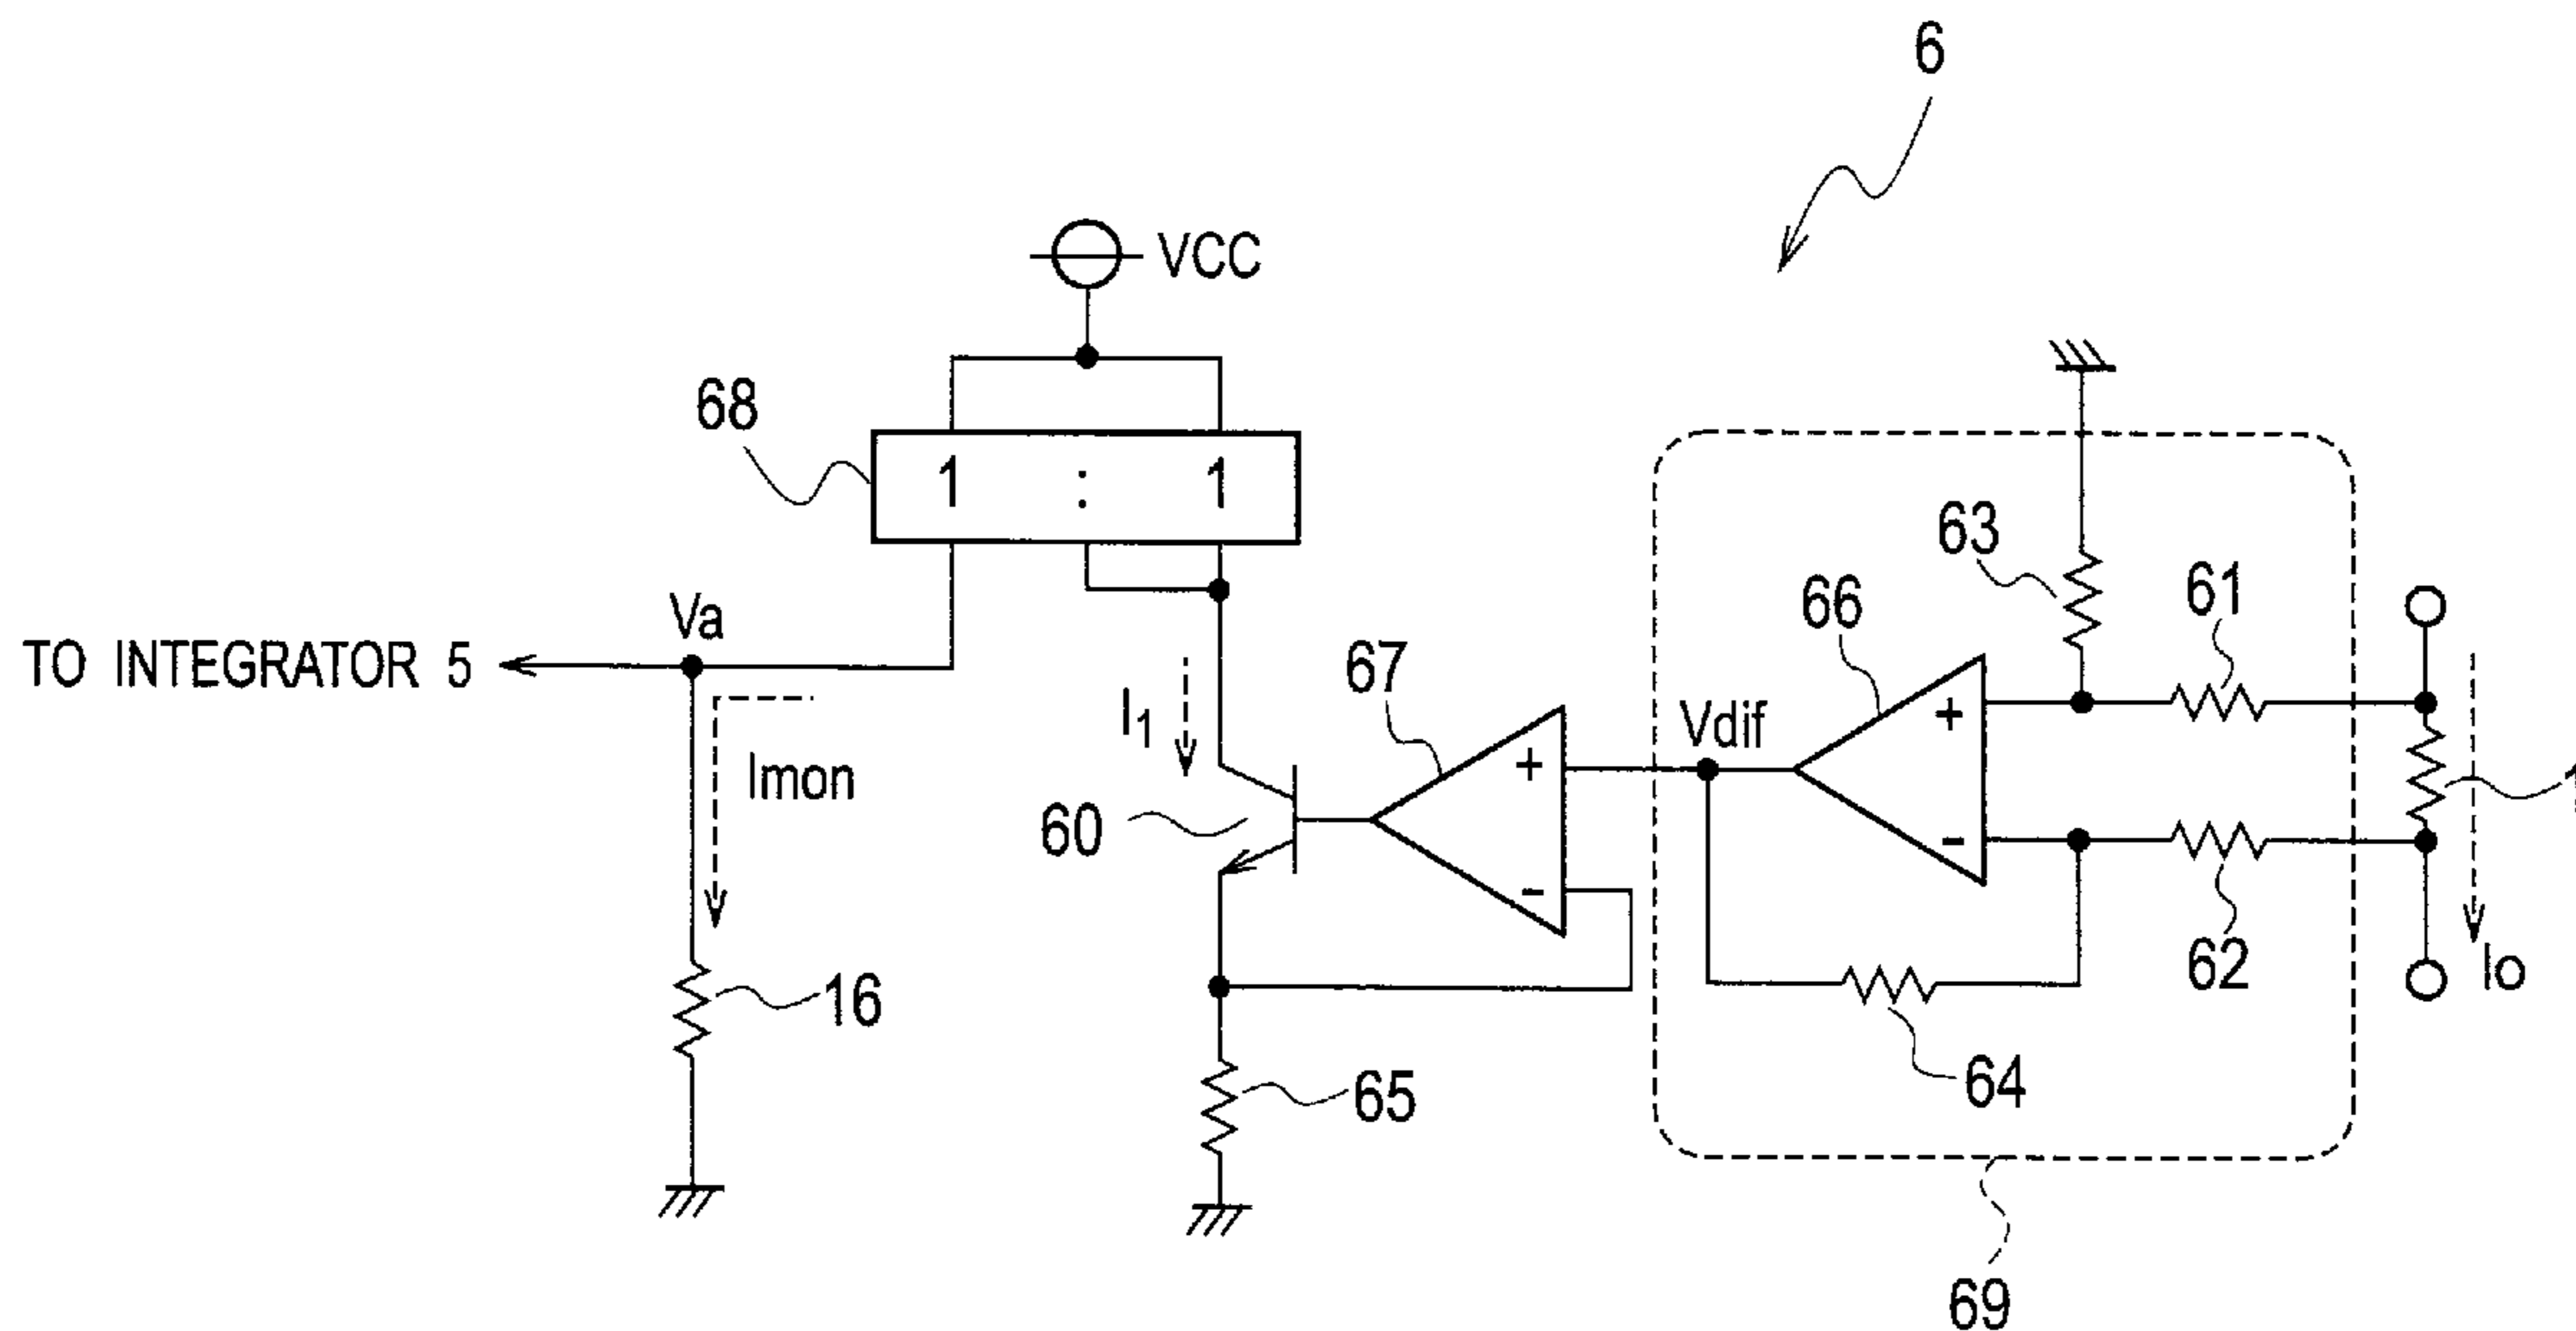 6
VCC
68
1 : 1
63
61
66
Va
67
Vdif
TO INTEGRATOR 5
I1
+
+
Imon
60
-
-
16
62
Io
64
65
69